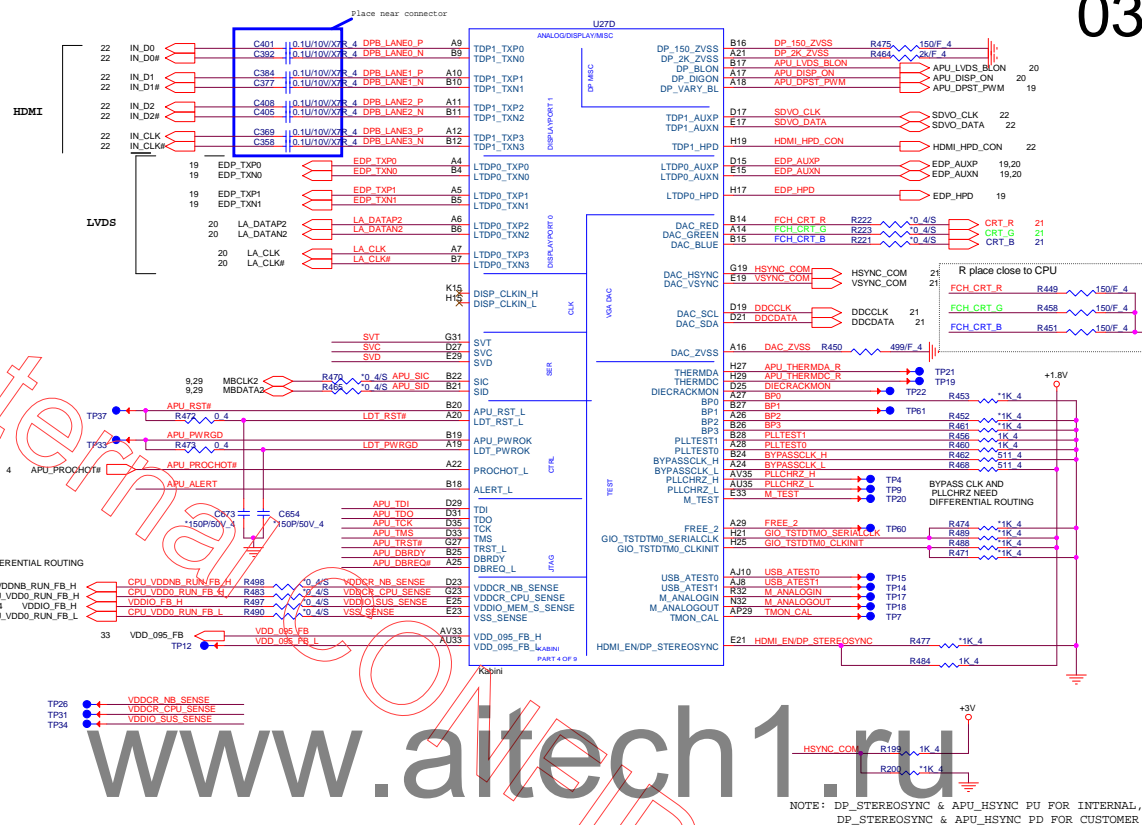 03
Place near connector
U27D
ANALOG/DISPLAY/MISC
HDMI
22 IN_D0 C401 0.1U/10V/X7R_4 DPB_LANE0_P A9 TDP1_TXP0
22 IN_D0# C392 0.1U/10V/X7R_4 DPB_LANE0_N B9 TDP1_TXN0
22 IN_D1 C384 0.1U/10V/X7R_4 DPB_LANE1_P A10 TDP1_TXP1
22 IN_D1# C377 0.1U/10V/X7R_4 DPB_LANE1_N B10 TDP1_TXN1
22 IN_D2 C408 0.1U/10V/X7R_4 DPB_LANE2_P A11 TDP1_TXP2
22 IN_D2# C405 0.1U/10V/X7R_4 DPB_LANE2_N B11 TDP1_TXN2
22 IN_CLK C369 0.1U/10V/X7R_4 DPB_LANE3_P A12 TDP1_TXP3
22 IN_CLK# C358 0.1U/10V/X7R_4 DPB_LANE3_N B12 TDP1_TXN3
LVDS
19 EDP_TXP0 EDP_TXP0 A4 LTDP0_TXP0
19 EDP_TXN0 EDP_TXN0 B4 LTDP0_TXN0
19 EDP_TXP1 EDP_TXP1 A5 LTDP0_TXP1
19 EDP_TXN1 EDP_TXN1 B5 LTDP0_TXN1
20 LA_DATAP2 LA_DATAP2 A6 LTDP0_TXP2
20 LA_DATAN2 LA_DATAN2 B6 LTDP0_TXN2
20 LA_CLK LA_CLK A7 LTDP0_TXP3
20 LA_CLK# LA_CLK# B7 LTDP0_TXN3
K15 DISP_CLKIN_H
H15 DISP_CLKIN_L
SVT G31 SVT
SVC D27 SVC
SVD E29 SVD
9,29 MBCLK2 R470 *0_4/S APU_SIC B22 SIC
9,29 MBDATA2 R465 *0_4/S APU_SID B21 SID
TP37 APU_RST# B20 APU_RST_L
R472 0_4 LDT_RST# A20 LDT_RST_L
TP33 APU_PWRGD B19 APU_PWROK
R473 0_4 LDT_PWRGD A19 LDT_PWROK
4 APU_PROCHOT# APU_PROCHOT# A22 PROCHOT_L
APU_ALERT B18 ALERT_L
C673 *150P/50V_4
C654 *150P/50V_4
APU_TDI D29 TDI
APU_TDO D31 TDO
APU_TCK D35 TCK
APU_TMS D33 TMS
APU_TRST# G27 TRST_L
APU_DBRDY B25 DBRDY
APU_DBREQ# A25 DBREQ_L
ERENTIAL ROUTING
VDDNB_RUN_FB_H CPU_VDDNB_RUN_FB_H R498 *0_4/S VDDCR_NB_SENSE D23 VDDCR_NB_SENSE
VDD0_RUN_FB_H CPU_VDD0_RUN_FB_H R483 *0_4/S VDDCR_CPU_SENSE G23 VDDCR_CPU_SENSE
VDDIO_FB_H VDDIO_FB_H R497 *0_4/S VDDIO_SUS_SENSE E25 VDDIO_MEM_S_SENSE
VDD0_RUN_FB_L CPU_VDD0_RUN_FB_L R490 *0_4/S VSS_SENSE E23 VSS_SENSE
33 VDD_095_FB VDD_095_FB_H AV33 VDD_095_FB_H
TP12 VDD_095_FB_L AU33 VDD_095_FB_L
DISPLAYPORT 1
DISPLAYPORT 0
CLK
SER
CTRL
JTAG
DP MISC
VGA DAC
TEST
KABINI
PART 4 OF 9
Kabini
DP_150_ZVSS B16 DP_150_ZVSS R475 150/F_4
DP_2K_ZVSS A21 DP_2K_ZVSS R464 2k/F_4
DP_BLON B17 APU_LVDS_BLON APU_LVDS_BLON 20
DP_DIGON A17 APU_DISP_ON APU_DISP_ON 20
DP_VARY_BL A18 APU_DPST_PWM APU_DPST_PWM 19
TDP1_AUXP D17 SDVO_CLK SDVO_CLK 22
TDP1_AUXN E17 SDVO_DATA SDVO_DATA 22
TDP1_HPD H19 HDMI_HPD_CON HDMI_HPD_CON 22
LTDP0_AUXP D15 EDP_AUXP EDP_AUXP 19,20
LTDP0_AUXN E15 EDP_AUXN EDP_AUXN 19,20
LTDP0_HPD H17 EDP_HPD EDP_HPD 19
DAC_RED B14 FCH_CRT_R R222 *0_4/S CRT_R 21
DAC_GREEN A14 FCH_CRT_G R223 *0_4/S CRT_G 21
DAC_BLUE B15 FCH_CRT_B R221 *0_4/S CRT_B 21
DAC_HSYNC G19 HSYNC_COM HSYNC_COM 21
DAC_VSYNC E19 VSYNC_COM VSYNC_COM 21
DAC_SCL D19 DDCCLK DDCCLK 21
DAC_SDA D21 DDCDATA DDCDATA 21
DAC_ZVSS A16 DAC_ZVSS R450 499/F_4
R place close to CPU
FCH_CRT_R R449 150/F_4
FCH_CRT_G R458 150/F_4
FCH_CRT_B R451 150/F_4
THERMDA H27 APU_THERMDA_R TP21
THERMDC H29 APU_THERMDC_R TP19
DIECRACKMON D25 DIECRACKMON TP22
+1.8V
BP0 A27 BP0 R453 *1K_4
BP1 B27 BP1 TP61
BP2 A26 BP2 R452 *1K_4
BP3 B26 BP3 R461 *1K_4
PLLTEST1 B28 PLLTEST1 R456 1K_4
PLLTEST0 A28 PLLTEST0 R460 1K_4
BYPASSCLK_H B24 BYPASSCLK_H R462 511_4
BYPASSCLK_L A24 BYPASSCLK_L R468 511_4
PLLCHRZ_H AV35 PLLCHRZ_H TP4
PLLCHRZ_L AU35 PLLCHRZ_L TP9
M_TEST E33 M_TEST TP20
BYPASS CLK AND
PLLCHRZ NEED
DIFFERENTIAL ROUTING
FREE_2 A29 FREE_2 TP60
R474 *1K_4
GIO_TSTDTM0_SERIALCLK H21 GIO_TSTDTM0_SERIALCLK R489 *1K_4
GIO_TSTDTM0_CLKINIT H25 GIO_TSTDTM0_CLKINIT R488 *1K_4
R471 *1K_4
USB_ATEST0 AJ10 USB_ATEST0 TP15
USB_ATEST1 AJ8 USB_ATEST1 TP14
M_ANALOGIN R32 M_ANALOGIN TP17
M_ANALOGOUT N32 M_ANALOGOUT TP18
TMON_CAL AP29 TMON_CAL TP7
HDMI_EN/DP_STEREOSYNC E21 HDMI_EN/DP_STEREOSYNC R477 *1K_4
R484 1K_4
TP26 VDDCR_NB_SENSE
TP31 VDDCR_CPU_SENSE
TP34 VDDIO_SUS_SENSE
+3V
HSYNC_COM R199 1K_4
R200 *1K_4
www.aitech1.ru
NOTE: DP_STEREOSYNC & APU_HSYNC PU FOR INTERNAL,
DP_STEREOSYNC & APU_HSYNC PD FOR CUSTOMER